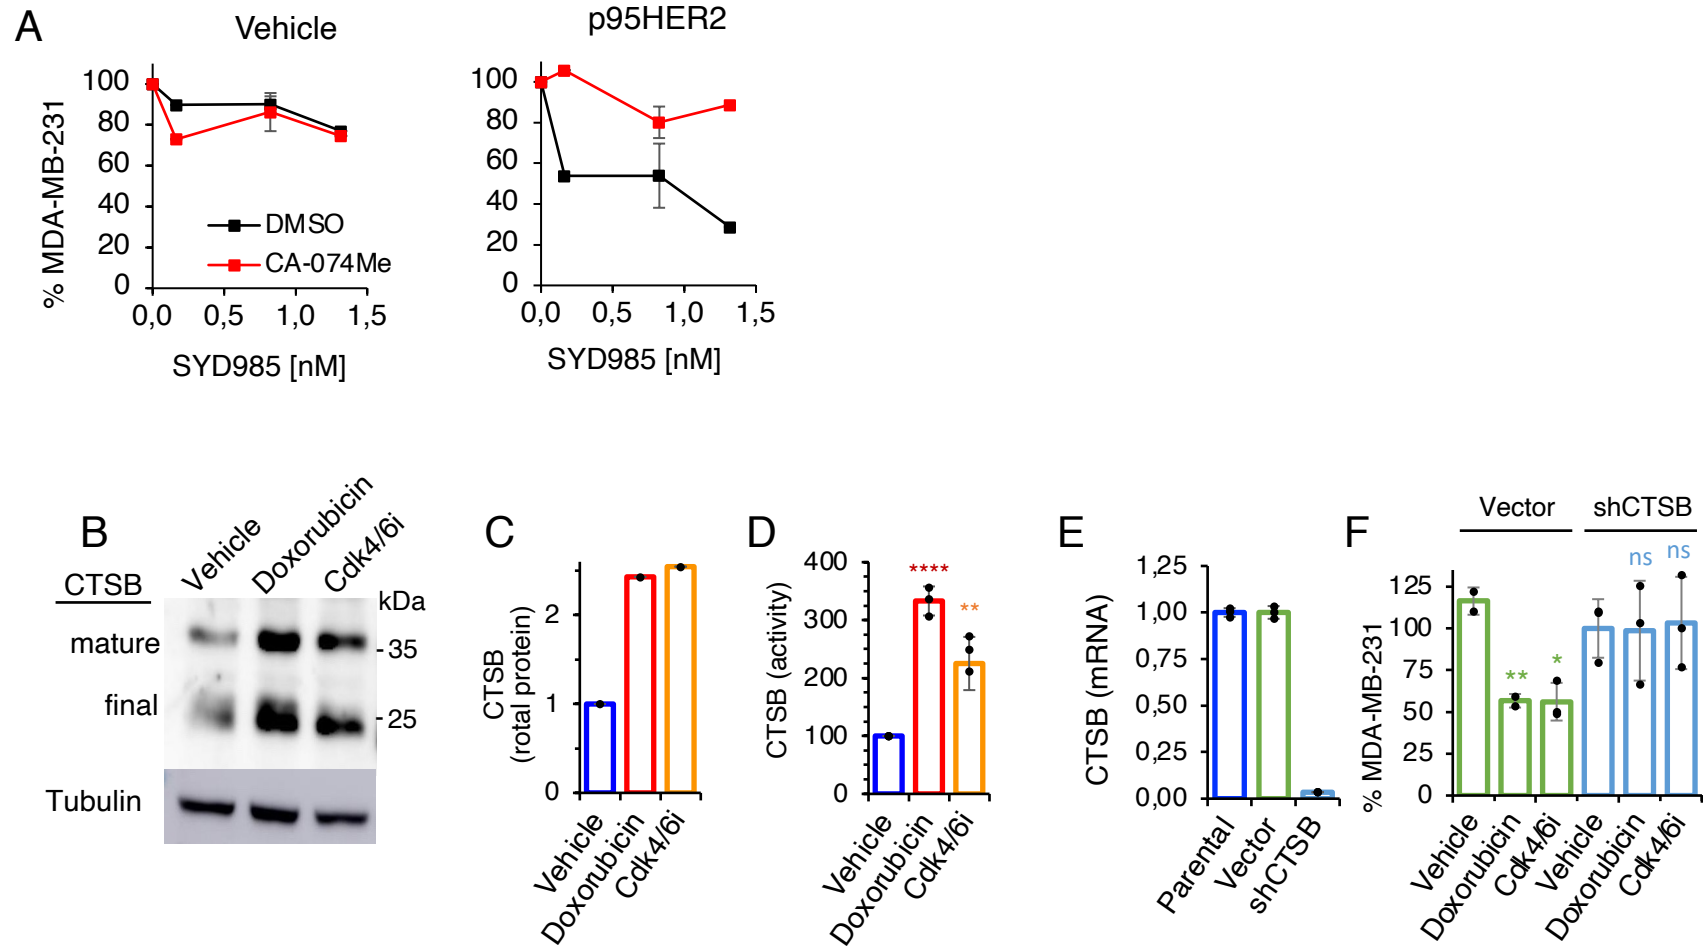 A
Vehicle
p95HER2
% MDA-MB-231
100
80
60
40
20
0
DMSO
CA-074Me
0,0 0,5 1,0 1,5
SYD985 [nM]
100
80
60
40
20
0
0,0 0,5 1,0 1,5
SYD985 [nM]
B
Vehicle
Doxorubicin
Cdk4/6i
CTSB
kDa
mature
-35
final
-25
Tubulin
C
CTSB
(rotal protein)
2
1
0
Vehicle
Doxorubicin
Cdk4/6i
D
CTSB (activity)
400
300
200
100
0
****
**
Vehicle
Doxorubicin
Cdk4/6i
E
CTSB (mRNA)
1,25
1,00
0,75
0,50
0,25
0,00
Parental
Vector
shCTSB
F
Vector
shCTSB
% MDA-MB-231
125
100
75
50
25
0
**
*
ns
ns
Vehicle
Doxorubicin
Cdk4/6i
Vehicle
Doxorubicin
Cdk4/6i